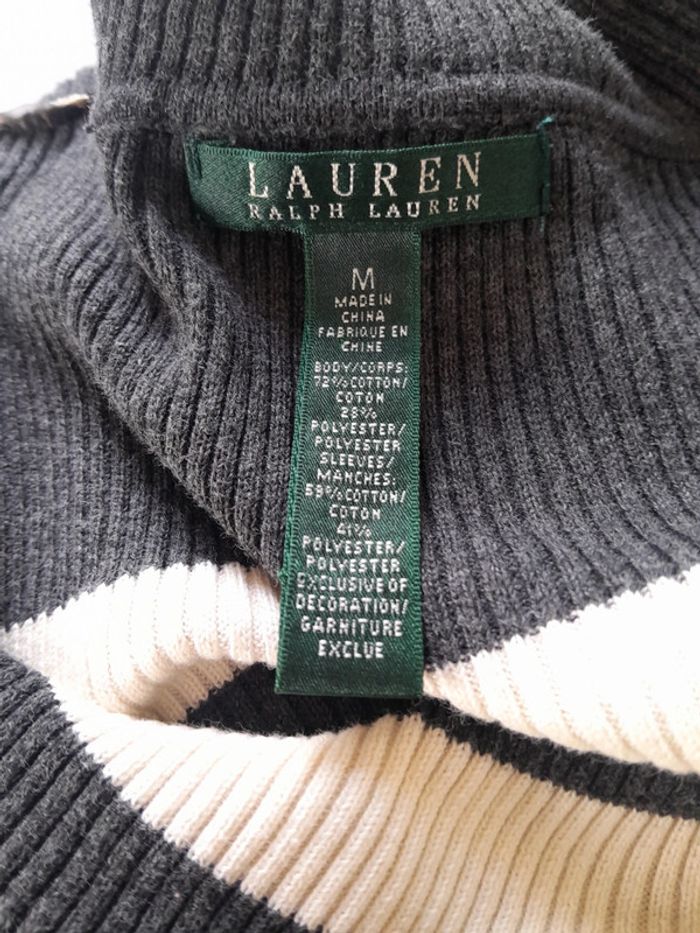 LAUREN
RALPH LAUREN
M
MADE IN
CHINA
FABRIQUE EN
CHINE
BODY/CORPS:
72% COTTON/
COTON
28%
POLYESTER/
POLYESTER
SLEEVES/
MANCHES:
59% COTTON/
COTON
41%
POLYESTER/
POLYESTER
EXCLUSIVE OF
DECORATION/
GARNITURE
EXCLUE